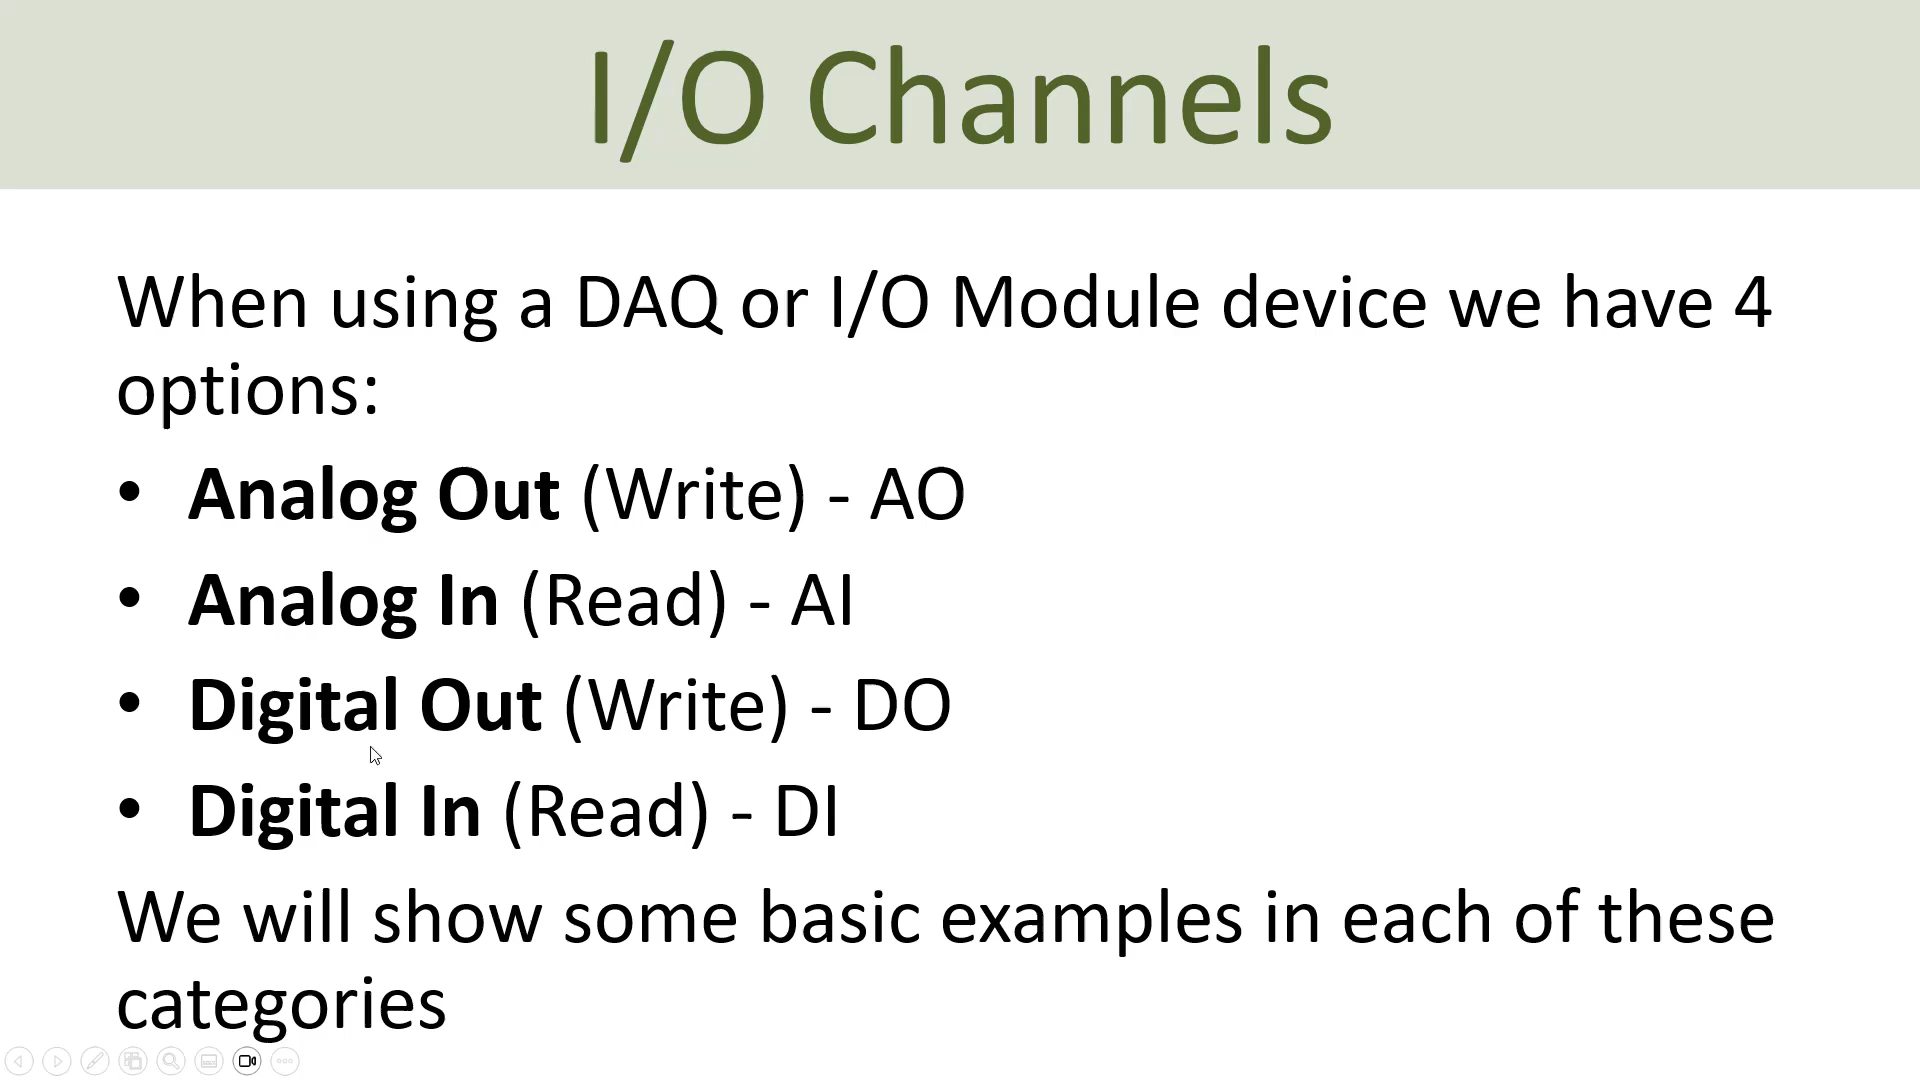 I/O Channels
When using a DAQ or I/O Module device we have 4
options:
• Analog Out (Write) - AO
• Analog In (Read) - AI
• Digital Out (Write) - DO
• Digital In (Read) - DI
We will show some basic examples in each of these
categories